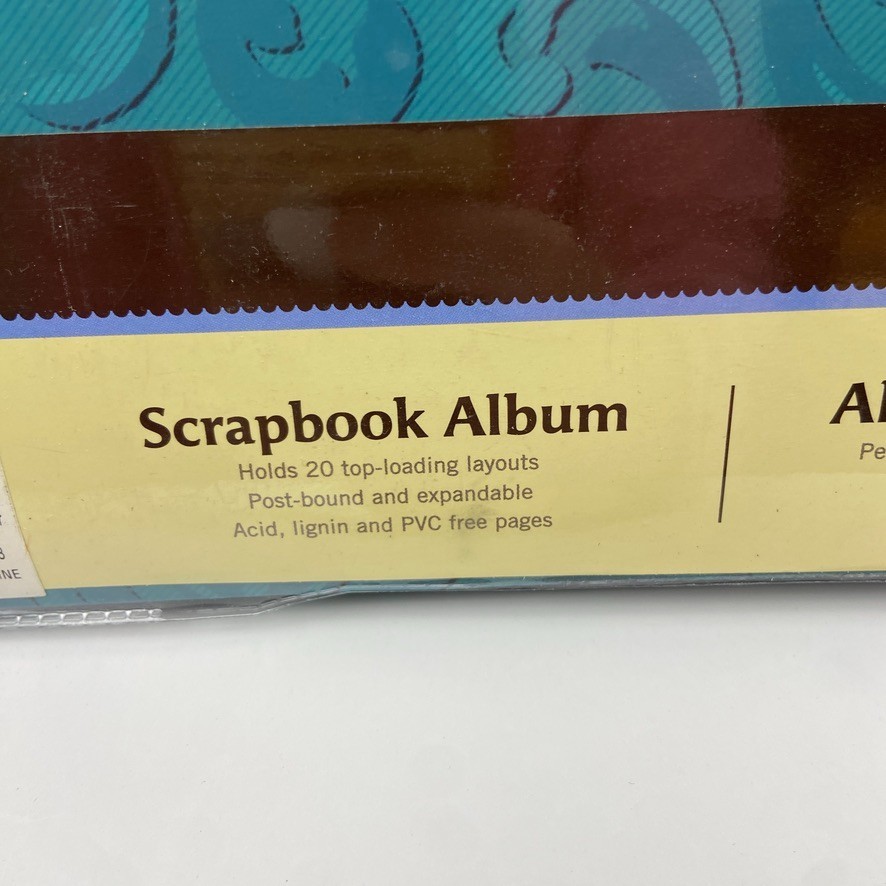 Scrapbook Album
Holds 20 top-loading layouts
Post-bound and expandable
Acid, lignin and PVC free pages